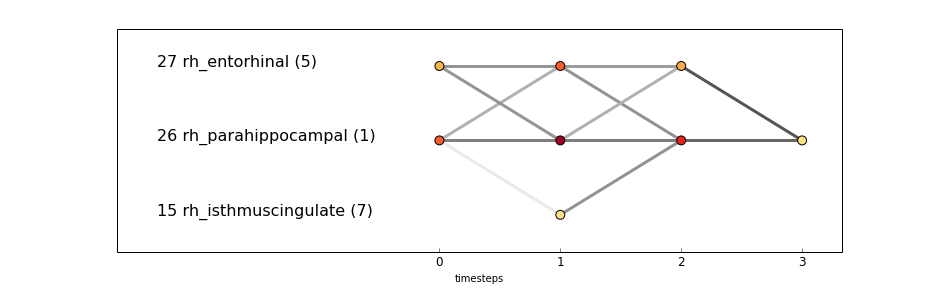 27 rh_entorhinal (5)
26 rh_parahippocampal (1)
15 rh_isthmuscingulate (7)
0 1 2 3
timesteps